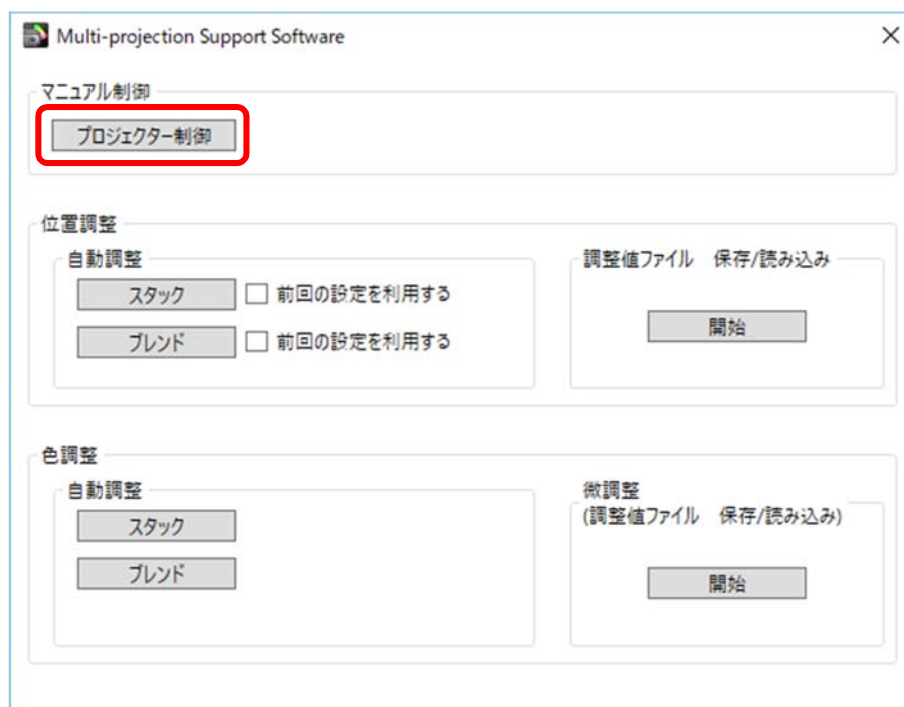 Multi-projection Support Software
マニュアル制御
プロジェクター制御
位置調整
自動調整
スタック
前回の設定を利用する
ブレンド
前回の設定を利用する
調整値ファイル　保存/読み込み
開始
色調整
自動調整
スタック
ブレンド
微調整
(調整値ファイル　保存/読み込み)
開始